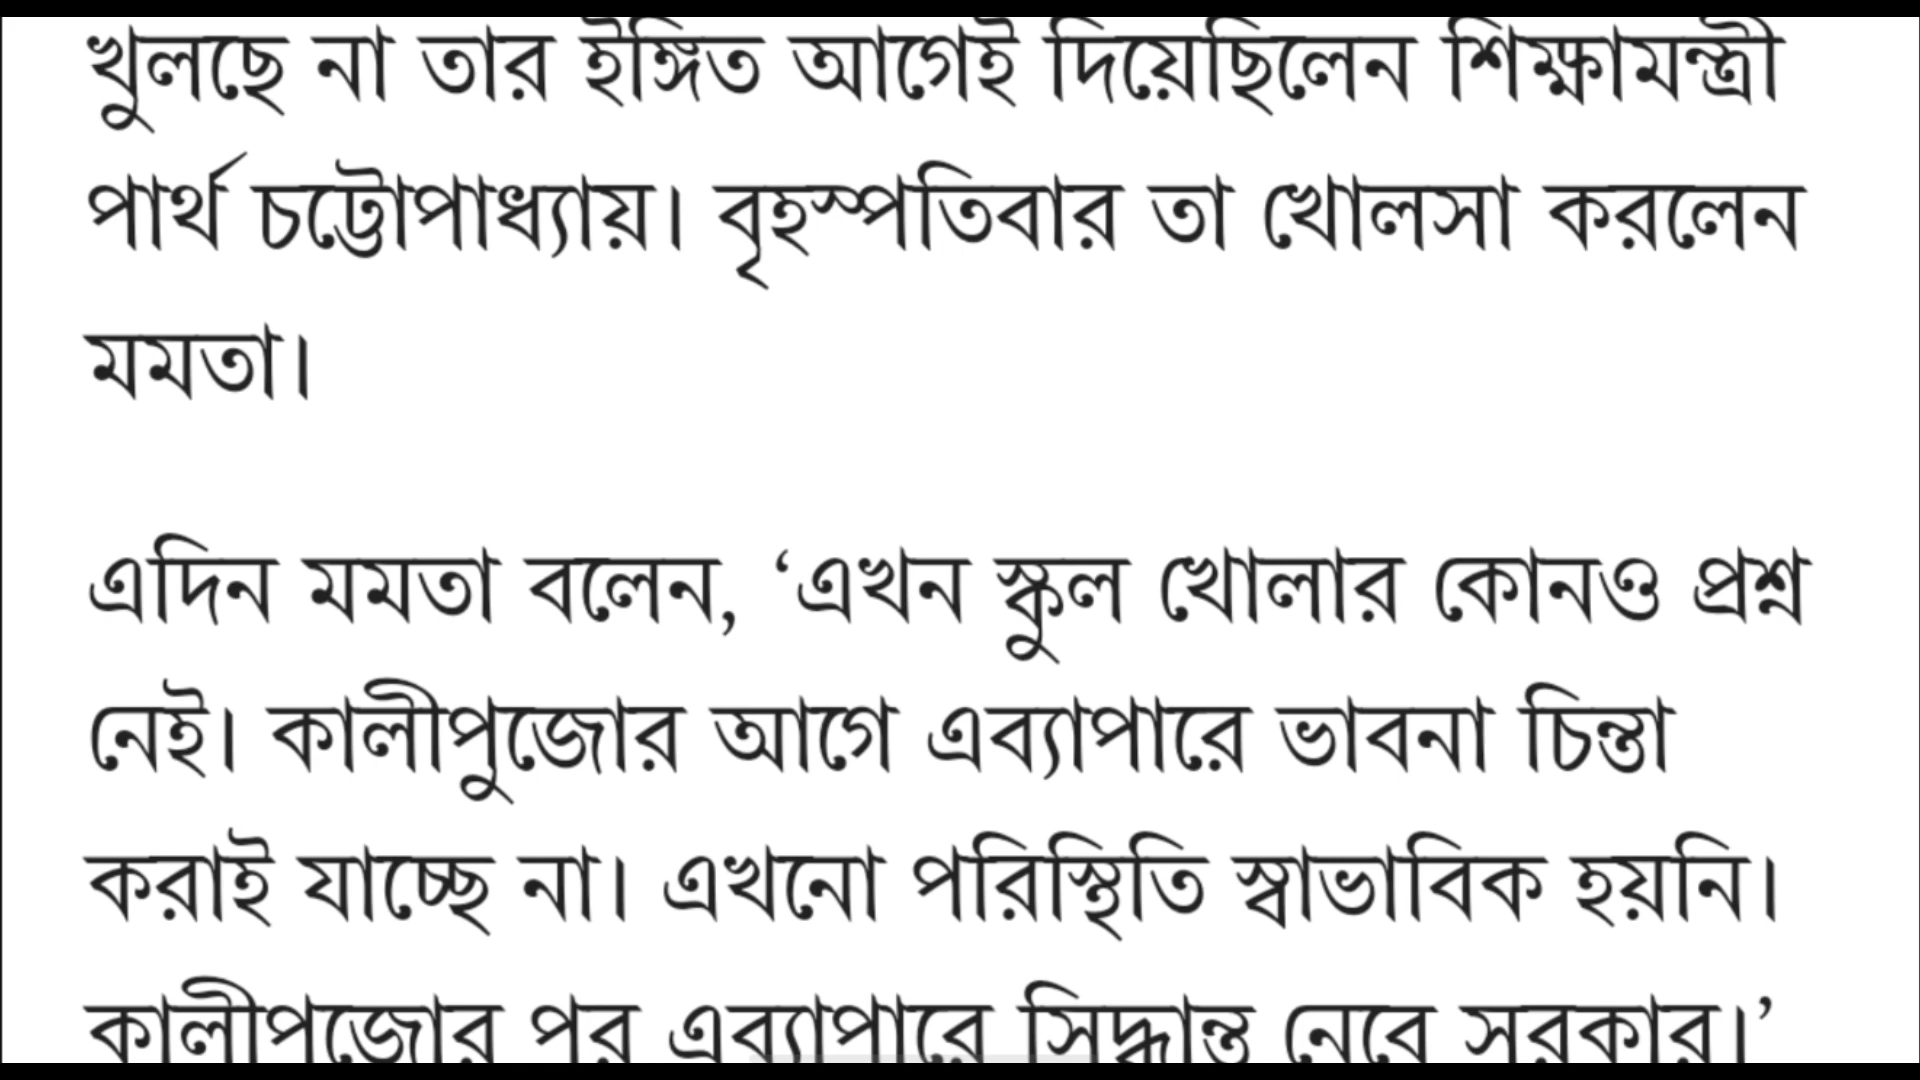 খুলছে না তার ইঙ্গিত আগেই দিয়েছিলেন শিক্ষামন্ত্রী
পার্থ চট্টোপাধ্যায়। বৃহস্পতিবার তা খোলসা করলেন
মমতা।
এদিন মমতা বলেন, ‘এখন স্কুল খোলার কোনও প্রশ্ন
নেই। কালীপুজোর আগে এব্যাপারে ভাবনা চিন্তা
করাই যাচ্ছে না। এখনো পরিস্থিতি স্বাভাবিক হয়নি।
কালীপুজোর পর এব্যাপারে সিদ্ধান্ত নেবে সরকার।’